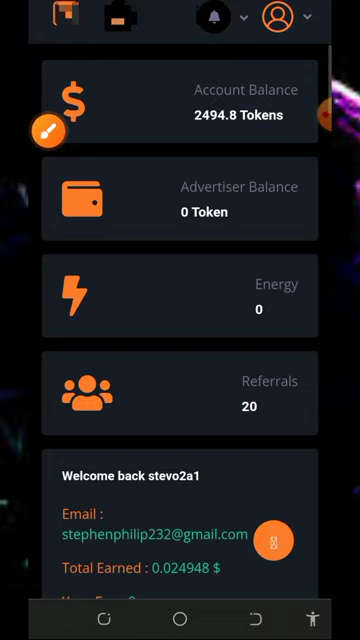 Account Balance
2494.8 Tokens
Advertiser Balance
0 Token
Energy
0
Referrals
20
Welcome back stevo2a1
Email :
stephenphilip232@gmail.com
Total Earned : 0.024948 $